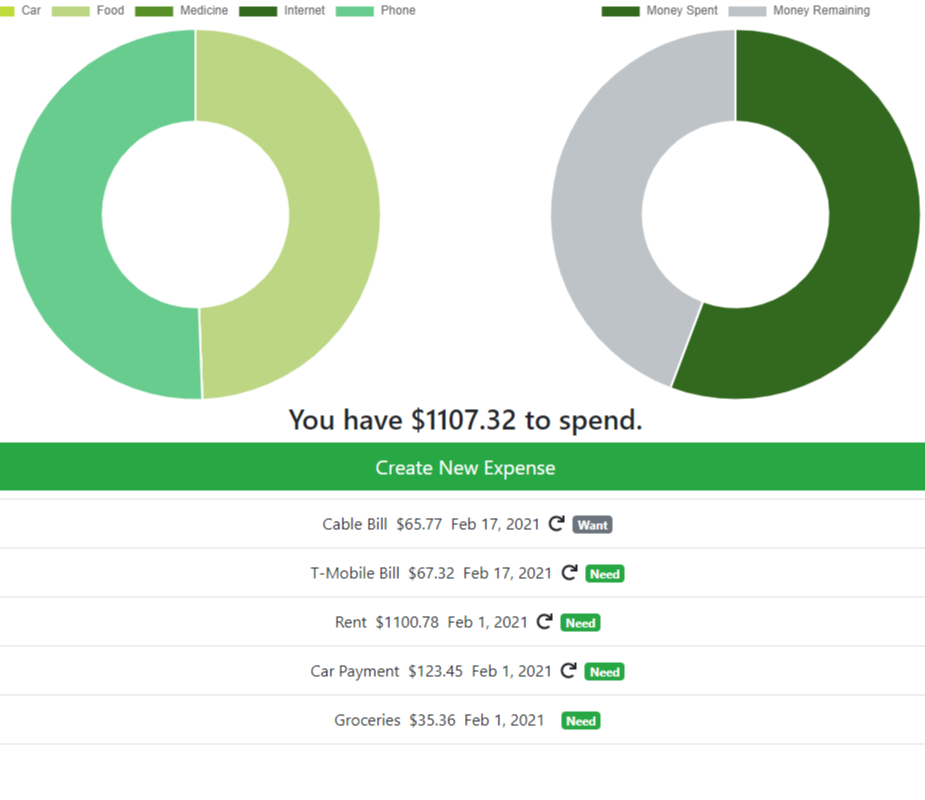 Car Food Medicine Internet Phone
Money Spent Money Remaining
You have $1107.32 to spend.
Create New Expense
Cable Bill $65.77 Feb 17, 2021 Want
T-Mobile Bill $67.32 Feb 17, 2021 Need
Rent $1100.78 Feb 1, 2021 Need
Car Payment $123.45 Feb 1, 2021 Need
Groceries $35.36 Feb 1, 2021 Need